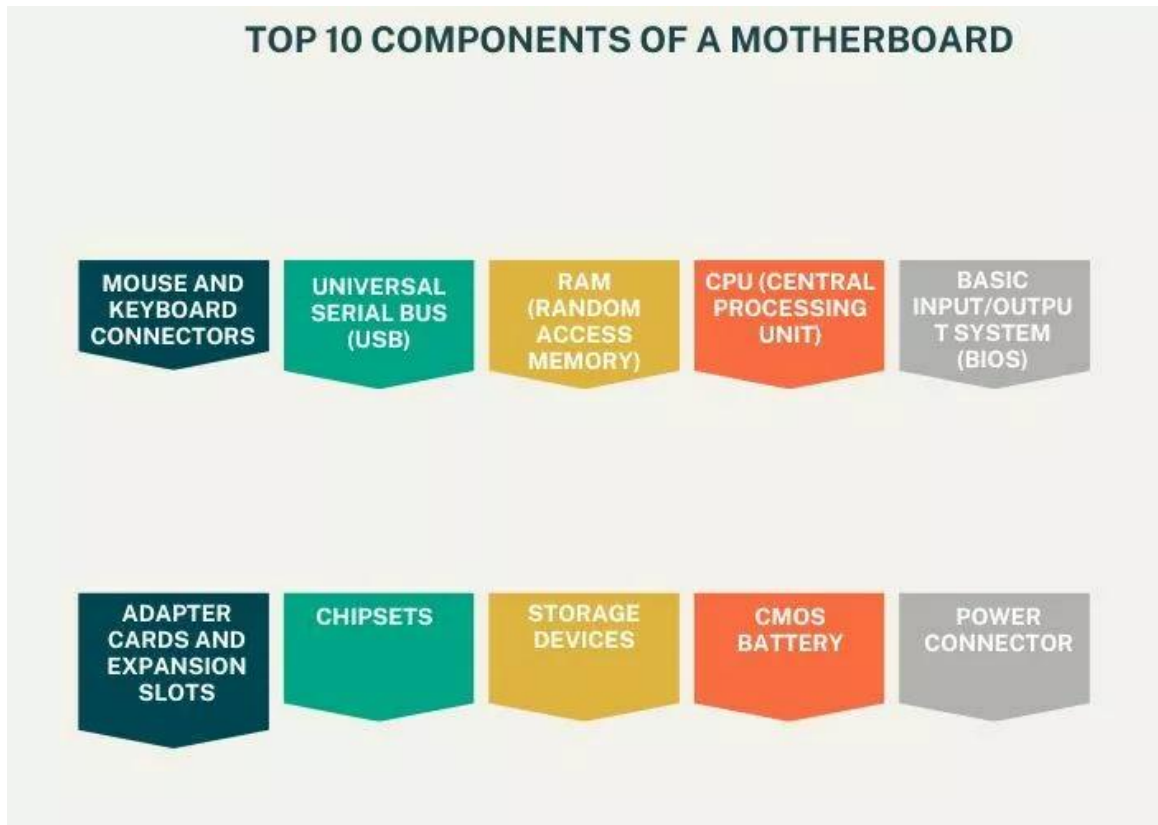 TOP 10 COMPONENTS OF A MOTHERBOARD
MOUSE AND
KEYBOARD
CONNECTORS
UNIVERSAL
SERIAL BUS
(USB)
RAM
(RANDOM
ACCESS
MEMORY)
CPU (CENTRAL
PROCESSING
UNIT)
BASIC
INPUT/OUTPU
T SYSTEM
(BIOS)
ADAPTER
CARDS AND
EXPANSION
SLOTS
CHIPSETS
STORAGE
DEVICES
CMOS
BATTERY
POWER
CONNECTOR